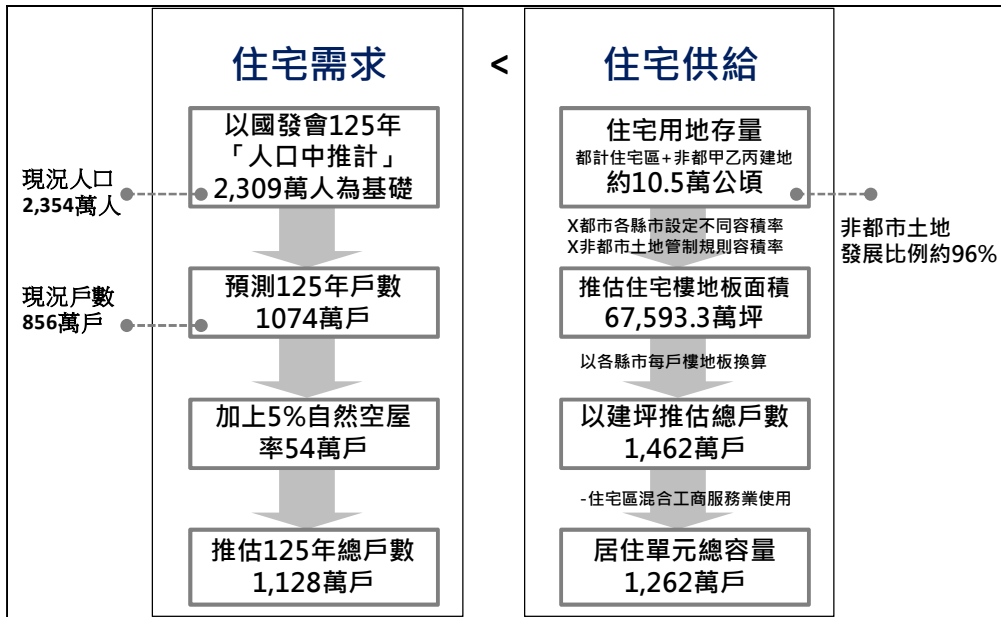 住宅需求
<
住宅供給
以國發會125年
「人口中推計」
2,309萬人為基礎
現況人口
2,354萬人
預測125年戶數
1074萬戶
現況戶數
856萬戶
加上5%自然空屋
率54萬戶
推估125年總戶數
1,128萬戶
住宅用地存量
都計住宅區+非都甲乙丙建地
約10.5萬公頃
非都市土地
發展比例約96%
X都市各縣市設定不同容積率
X非都市土地管制規則容積率
推估住宅樓地板面積
67,593.3萬坪
以各縣市每戶樓地板換算
以建坪推估總戶數
1,462萬戶
-住宅區混合工商服務業使用
居住單元總容量
1,262萬戶